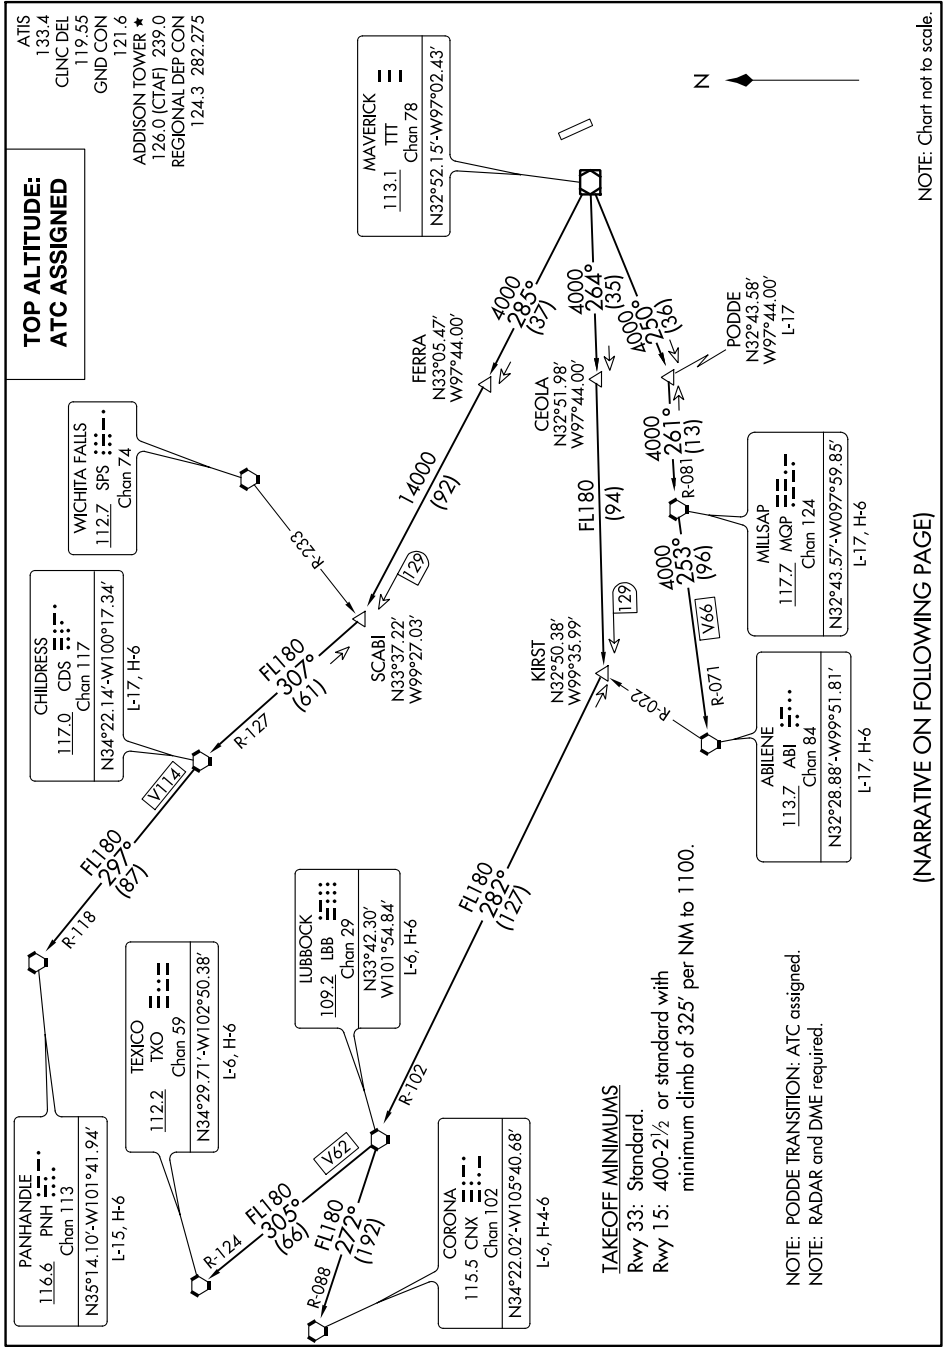 TOP ALTITUDE:
ATC ASSIGNED
ATIS
133.4
CLNC DEL
119.55
GND CON
121.6
ADDISON TOWER ★
126.0 (CTAF) 239.0
REGIONAL DEP CON
124.3 282.275
PANHANDLE
116.6 PNH
Chan 113
N35°14.10'-W101°41.94'
L-15, H-6
R-118
FL180
297°
(87)
V114
CHILDRESS
117.0 CDS
Chan 117
N34°22.14'-W100°17.34'
L-17, H-6
R-127
FL180
307°
(61)
WICHITA FALLS
112.7 SPS
Chan 74
R-233
SCABI
N33°37.22'
W99°27.03'
129
14000
(92)
FERRA
N33°05.47'
W97°44.00'
4000
285°
(37)
MAVERICK
113.1 TTT
Chan 78
N32°52.15'-W97°02.43'
N
TEXICO
112.2 TXO
Chan 59
N34°29.71'-W102°50.38'
L-6, H-6
R-124
FL180
305°
(66)
V62
LUBBOCK
109.2 LBB
Chan 29
N33°42.30'
W101°54.84'
L-6, H-6
R-102
FL180
282°
(127)
KIRST
N32°50.38'
W99°35.99'
129
FL180
(94)
CEOLA
N32°51.98'
W97°44.00'
4000
264°
(35)
CORONA
115.5 CNX
Chan 102
N34°22.02'-W105°40.68'
L-6, H-4-6
R-088
FL180
272°
(192)
R-022
ABILENE
113.7 ABI
Chan 84
N32°28.88'-W99°51.81'
L-17, H-6
R-071
V66
4000
253°
(96)
MILLSAP
117.7 MQP
Chan 124
N32°43.57'-W097°59.85'
L-17, H-6
R-081
4000
261°
(13)
4000
250°
(36)
PODDE
N32°43.58'
W97°44.00'
L-17
TAKEOFF MINIMUMS
Rwy 33: Standard.
Rwy 15: 400-2½ or standard with
minimum climb of 325' per NM to 1100.
NOTE: PODDE TRANSITION: ATC assigned.
NOTE: RADAR and DME required.
NOTE: Chart not to scale.
(NARRATIVE ON FOLLOWING PAGE)